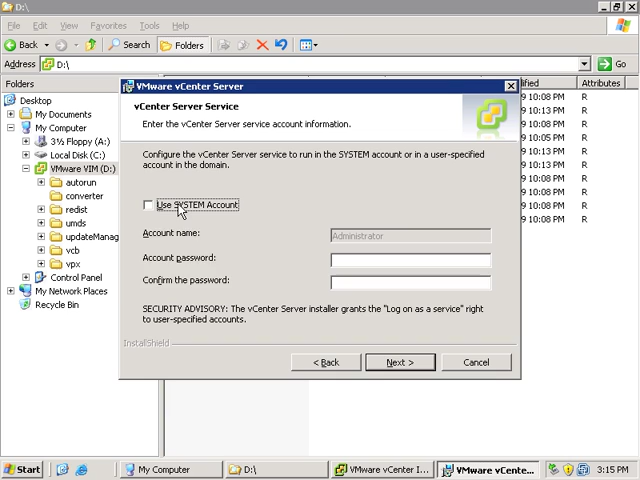 D:\
File Edit View Favorites Tools Help
Back Search Folders
Address D:\ Go
Folders
Desktop
My Documents
My Computer
3½ Floppy (A:)
Local Disk (C:)
VMware VIM (D:)
autorun
converter
redist
umds
updateManag
vcb
vpx
Control Panel
My Network Places
Recycle Bin
VMware vCenter Server
vCenter Server Service
Enter the vCenter Server service account information.
Configure the vCenter Server service to run in the SYSTEM account or in a user-specified
account in the domain.
Use SYSTEM Account
Account name: Administrator
Account password:
Confirm the password:
SECURITY ADVISORY: The vCenter Server installer grants the "Log on as a service" right
to user-specified accounts.
InstallShield
< Back Next > Cancel
ified Attributes
9 10:08 PM R
9 10:13 PM R
9 10:08 PM R
9 10:05 PM R
9 10:13 PM R
9 10:13 PM R
9 10:08 PM R
9 10:08 PM R
9 10:08 PM R
9 10:08 PM R
Start My Computer D:\ VMware vCenter I... VMware vCente... 3:15 PM